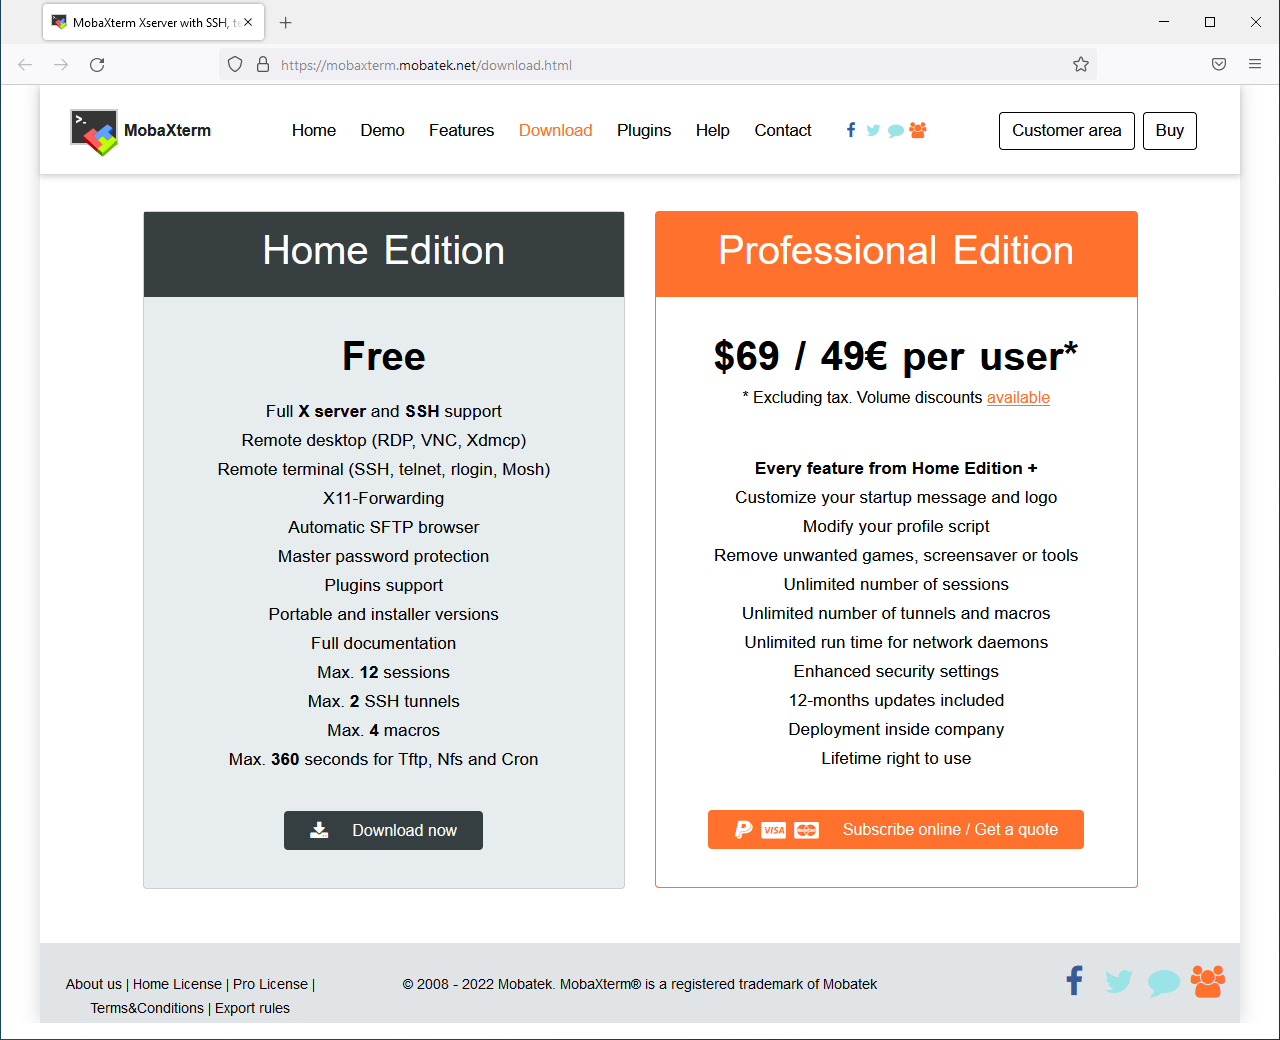 MobaXterm Xserver with SSH, te
https://mobaxterm.mobatek.net/download.html
MobaXterm
Home Demo Features Download Plugins Help Contact
Customer area Buy
Home Edition
Free
Full X server and SSH support
Remote desktop (RDP, VNC, Xdmcp)
Remote terminal (SSH, telnet, rlogin, Mosh)
X11-Forwarding
Automatic SFTP browser
Master password protection
Plugins support
Portable and installer versions
Full documentation
Max. 12 sessions
Max. 2 SSH tunnels
Max. 4 macros
Max. 360 seconds for Tftp, Nfs and Cron
Download now
Professional Edition
$69 / 49€ per user*
* Excluding tax. Volume discounts available
Every feature from Home Edition +
Customize your startup message and logo
Modify your profile script
Remove unwanted games, screensaver or tools
Unlimited number of sessions
Unlimited number of tunnels and macros
Unlimited run time for network daemons
Enhanced security settings
12-months updates included
Deployment inside company
Lifetime right to use
VISA Subscribe online / Get a quote
About us | Home License | Pro License |
Terms&Conditions | Export rules
© 2008 - 2022 Mobatek. MobaXterm® is a registered trademark of Mobatek